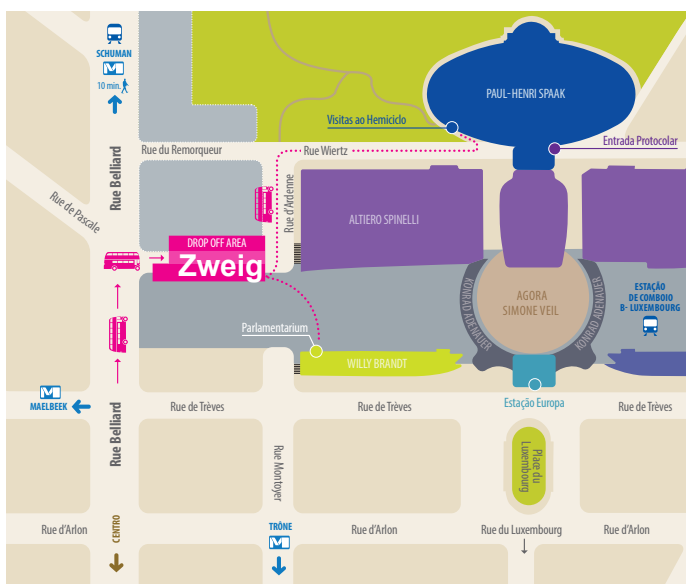 SCHUMAN
M
10 min.
PAUL-HENRI SPAAK
Visitas ao Hemiciclo
Entrada Protocolar
Rue du Remorqueur
Rue Wiertz
Rue Belliard
Rue de Pascale
Rue d'Ardenne
ALTIERO SPINELLI
DROP OFF AREA
Zweig
KONRAD ADENAUER
AGORA
SIMONE VEIL
KONRAD ADENAUER
ESTAÇÃO
DE COMBOIO
B- LUXEMBOURG
Parlamentarium
WILLY BRANDT
M
MAELBEEK
Rue de Trèves
Rue de Trèves
Estação Europa
Rue de Trèves
Rue Belliard
Rue Montoyer
Place du
Luxembourg
Rue d'Arlon
CENTRO
TRÔNE
M
Rue d'Arlon
Rue du Luxembourg
Rue d'Arlon